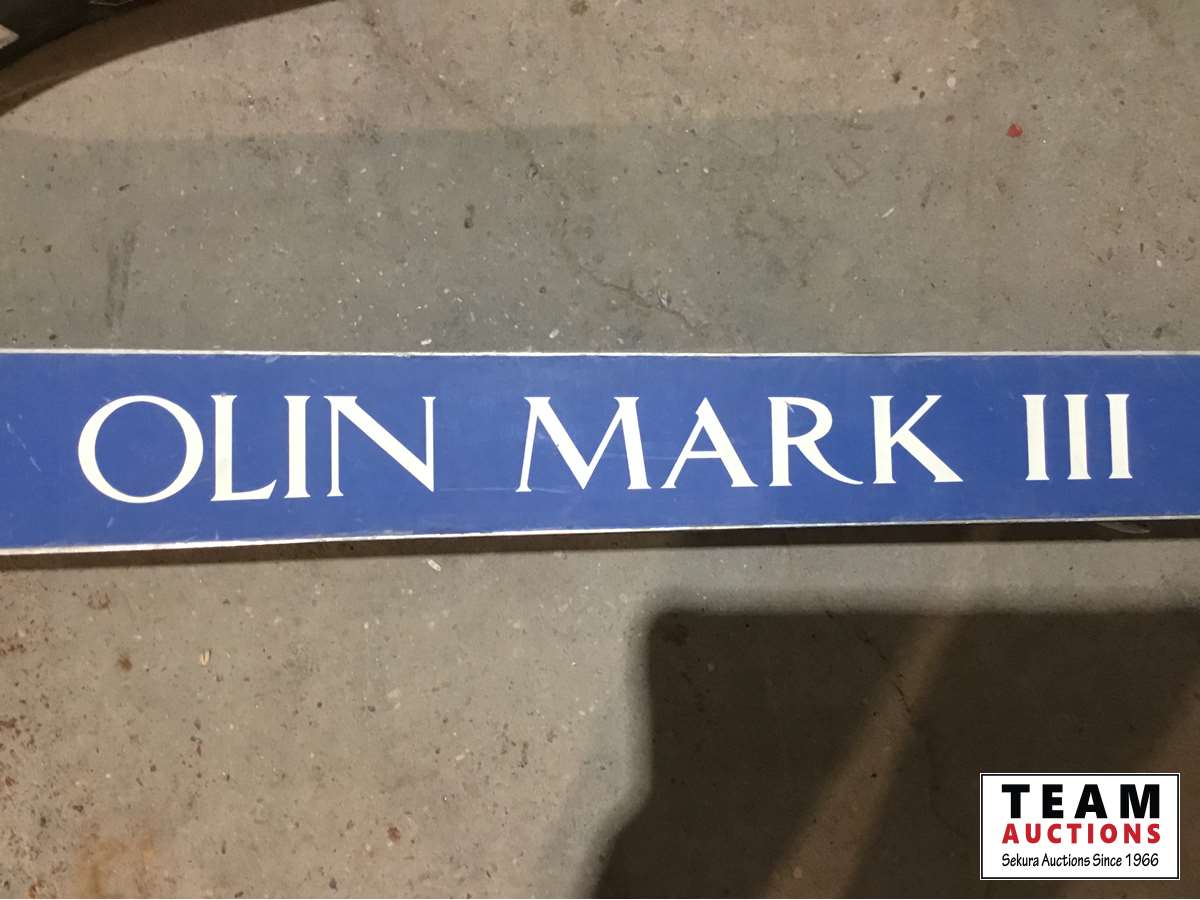 OLIN MARK III
TEAM
AUCTIONS
Sekura Auctions Since 1966